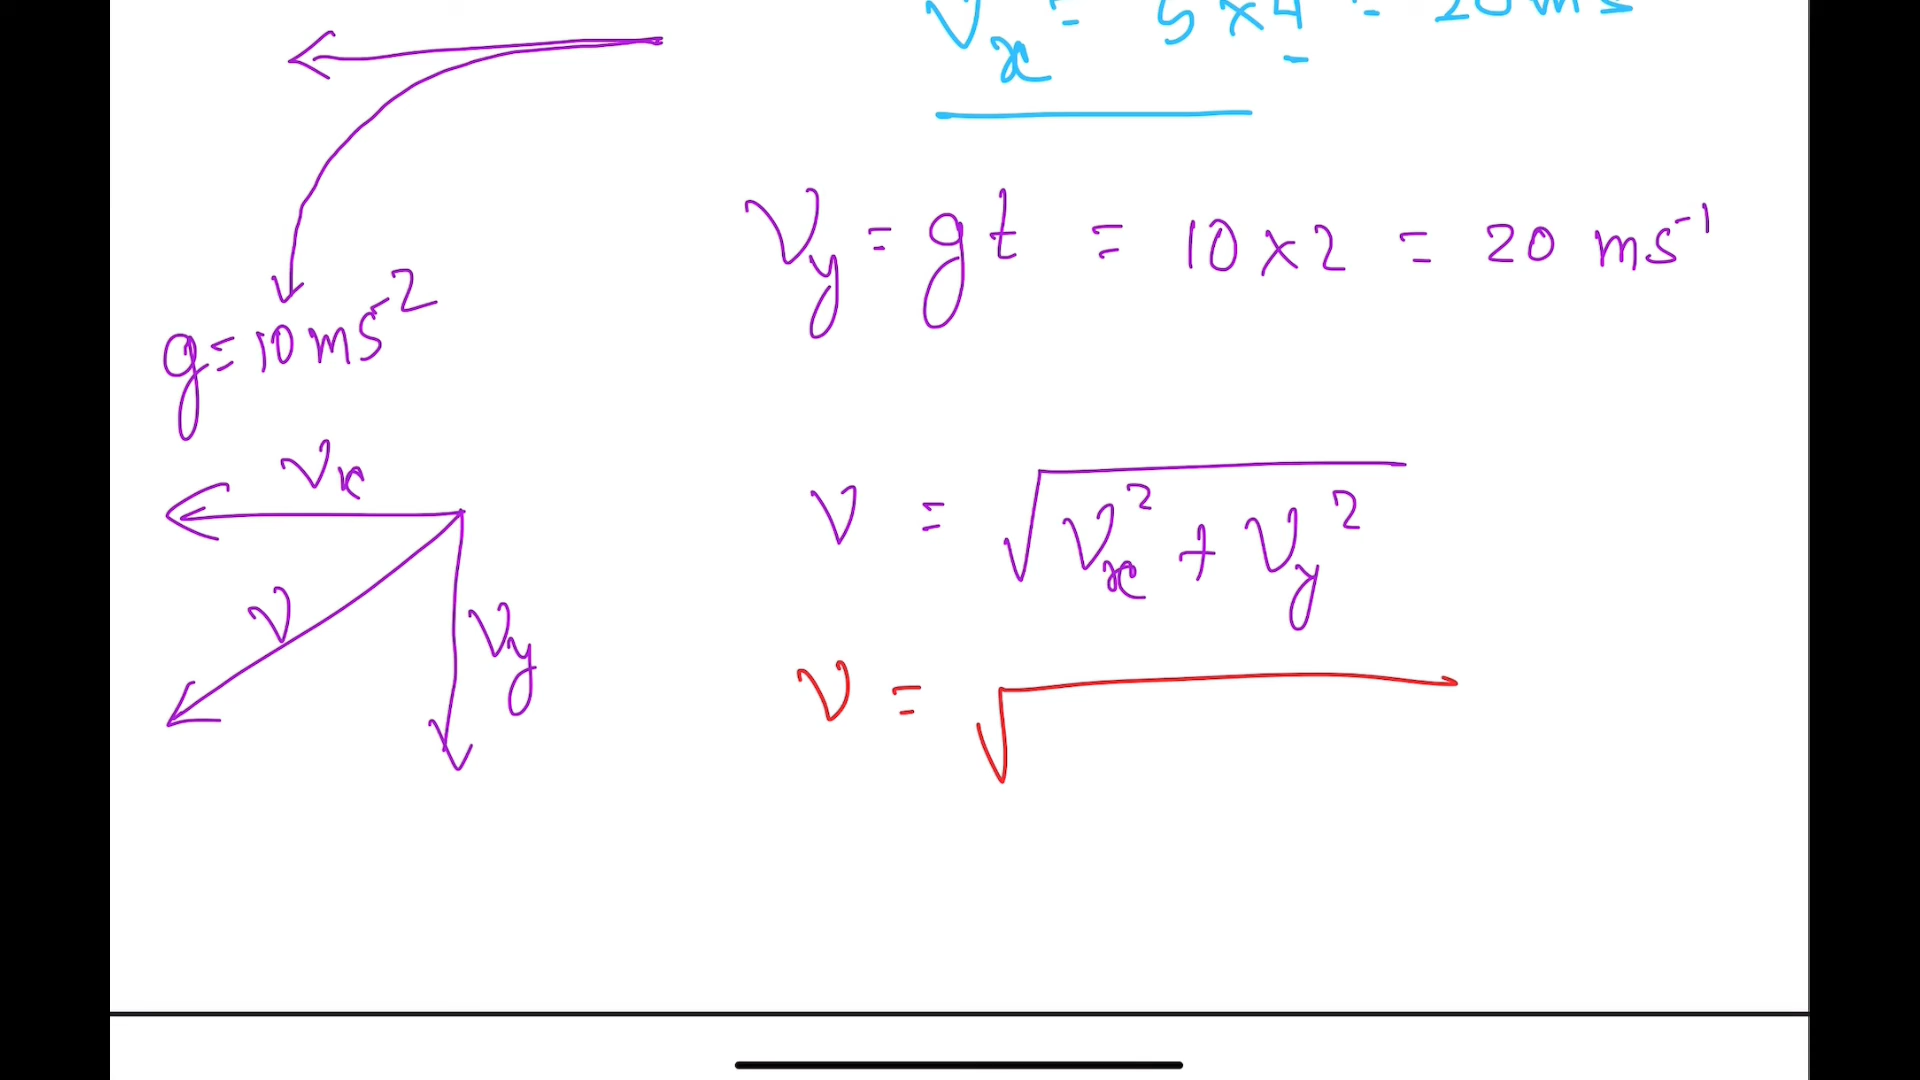 Vx = 5 x 4 = 20 ms
Vy = gt = 10 x 2 = 20 ms⁻¹
g = 10 ms⁻²
Vx
V = √(Vx² + Vy²)
V
Vy
V = √